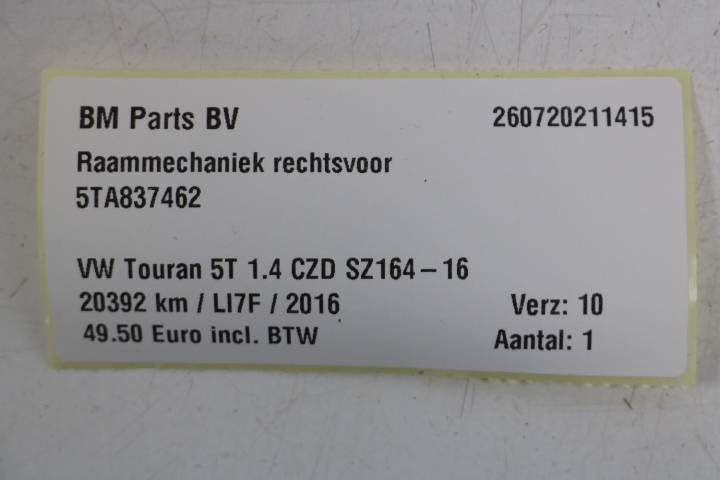 BM Parts BV 260720211415
Raammechaniek rechtsvoor
5TA837462
VW Touran 5T 1.4 CZD SZ164-16
20392 km / LI7F / 2016 Verz: 10
49.50 Euro incl. BTW Aantal: 1